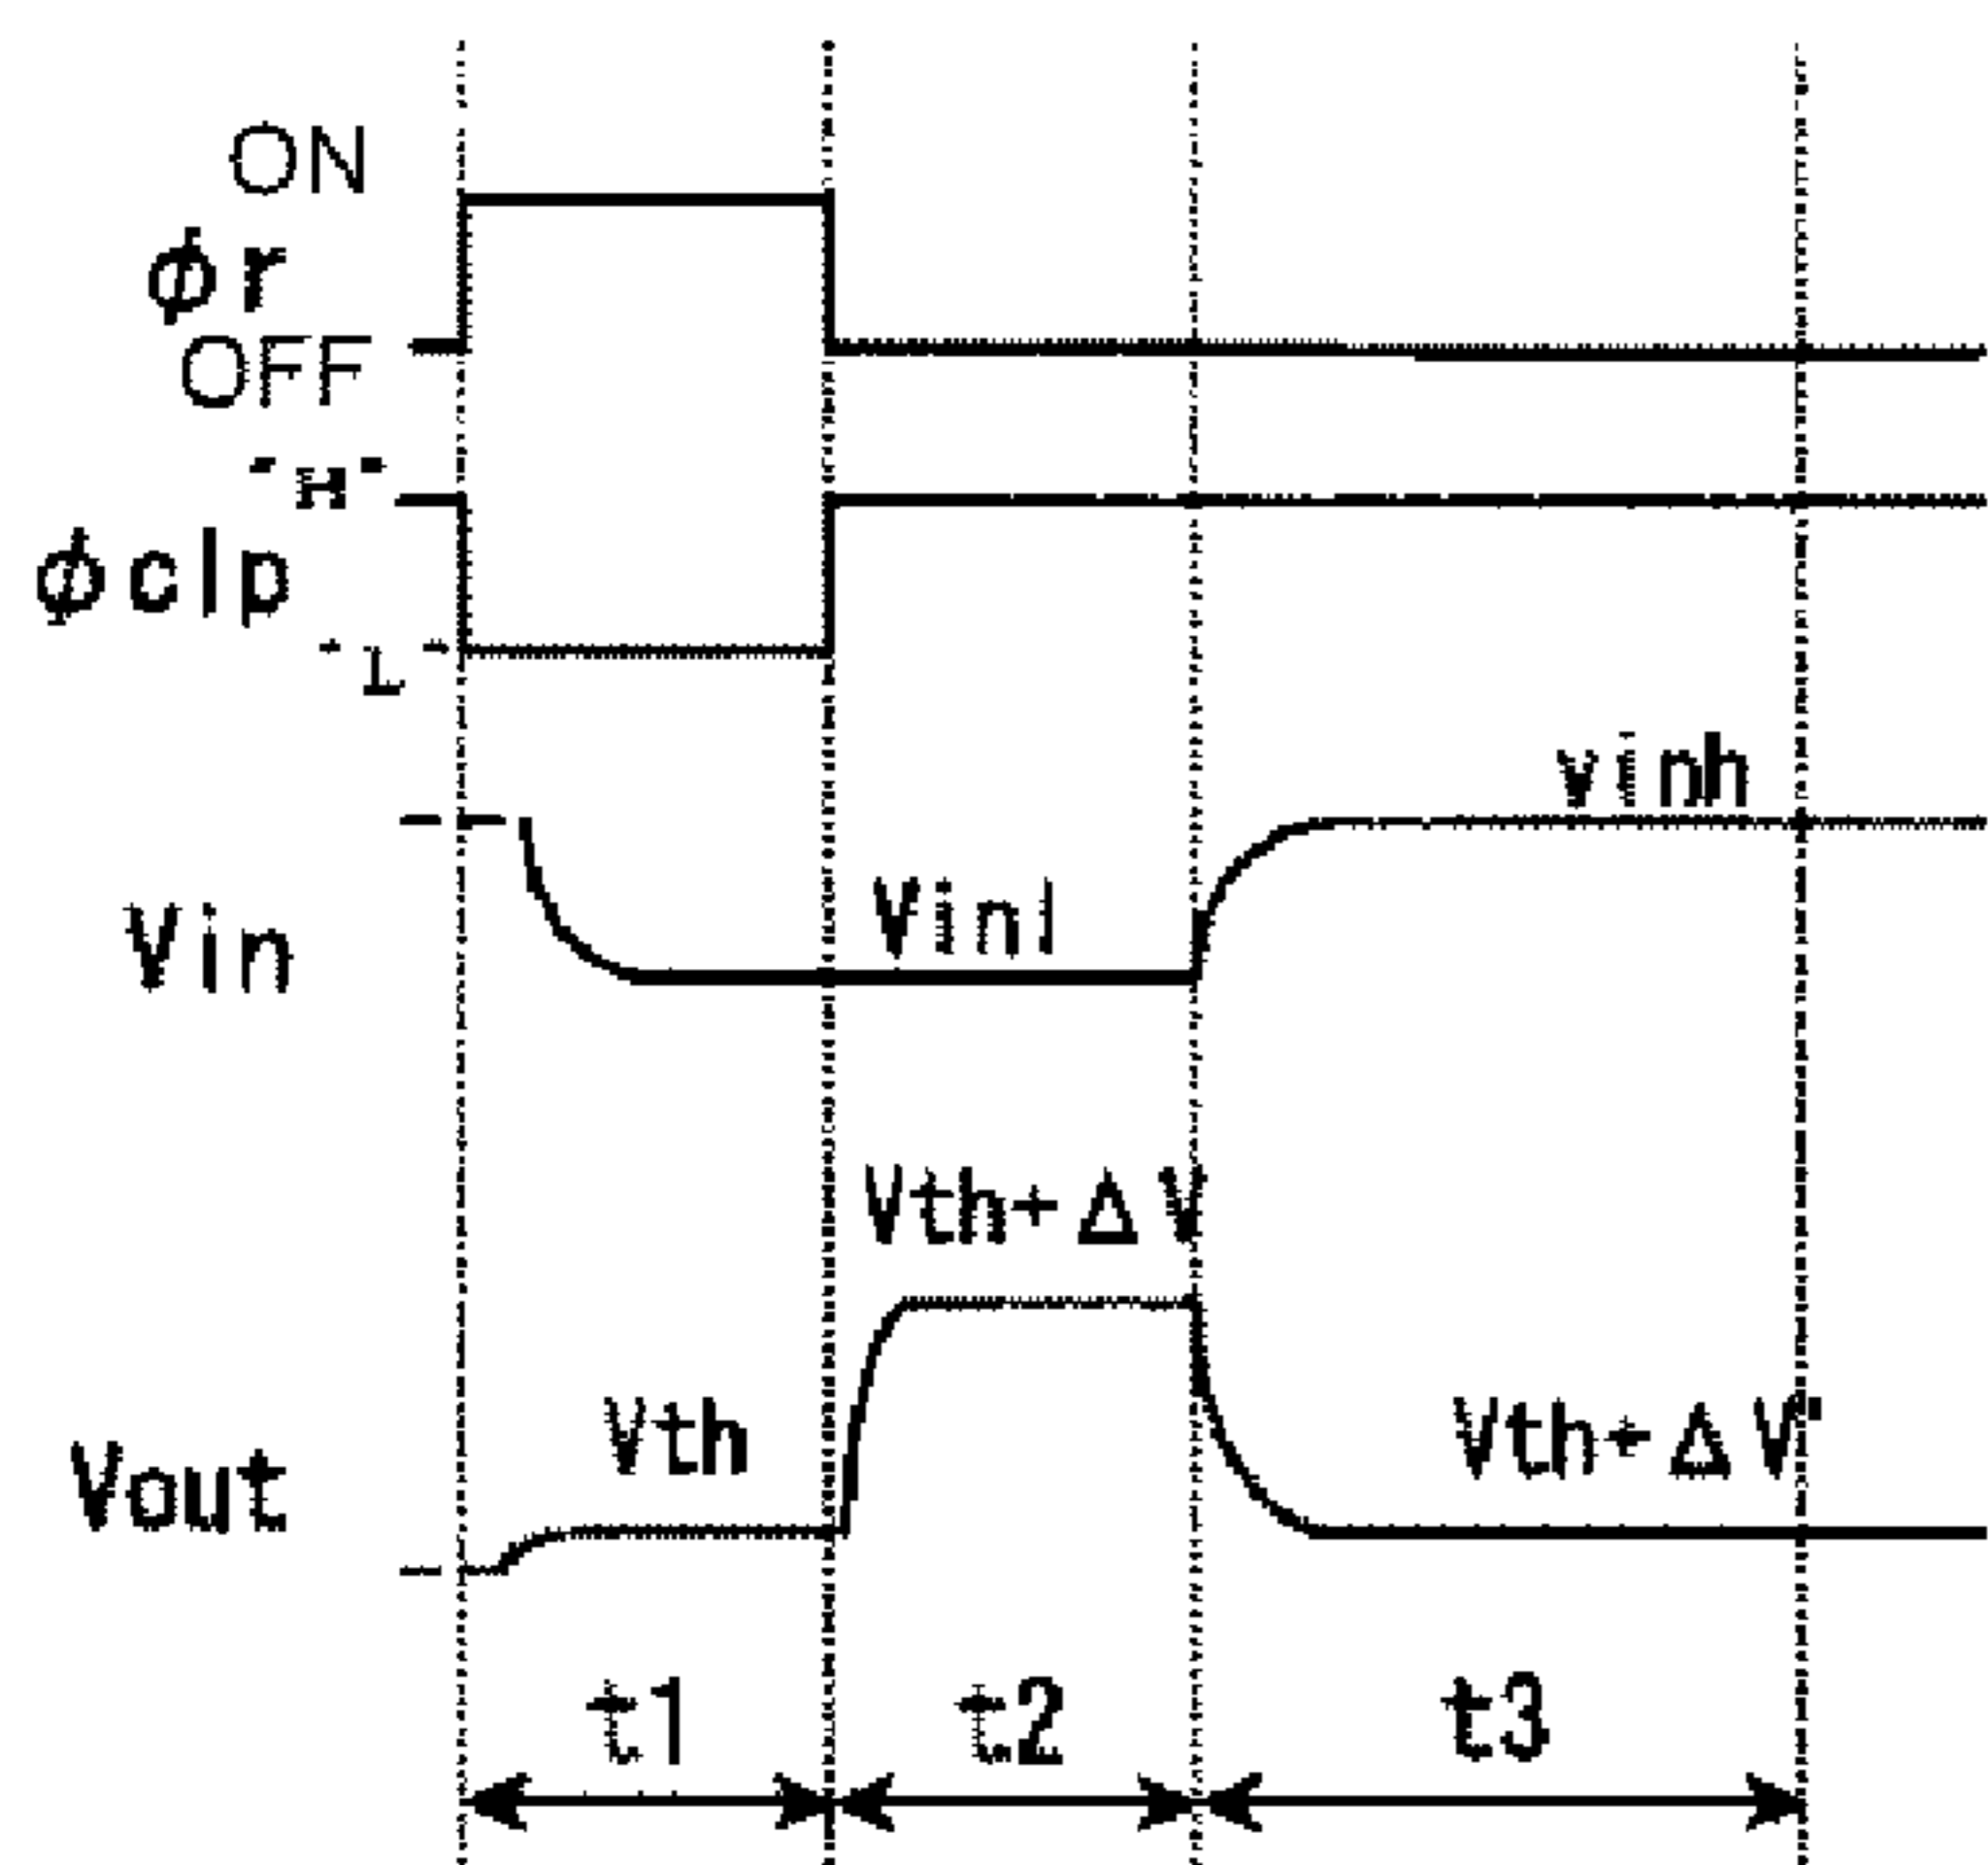 ON
ϕr
OFF
"H"
ϕclp
"L"
vinh
Vinl
Vin
Vth+ΔV
Vth
Vth+ΔV'
Vout
t1 t2 t3